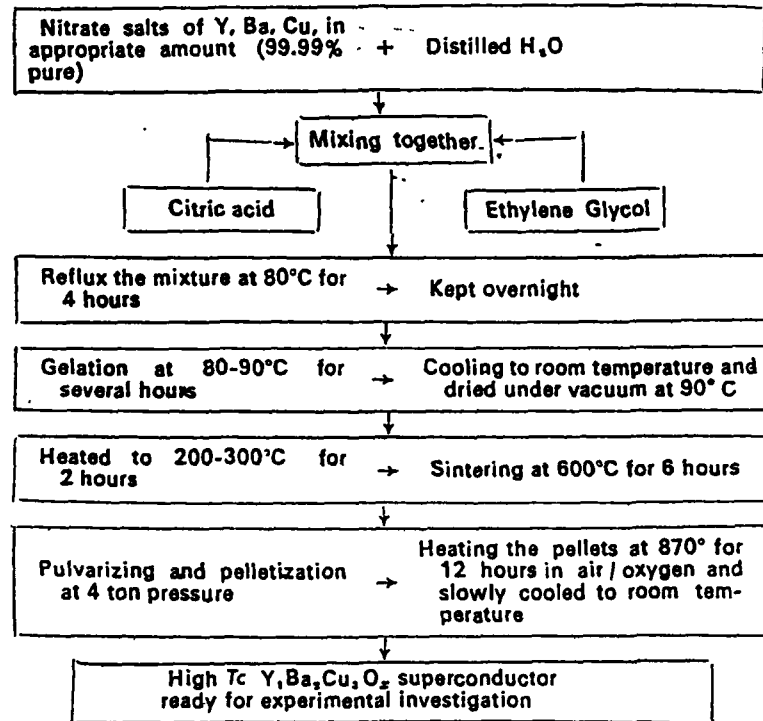 Nitrate salts of Y, Ba, Cu, in
appropriate amount (99.99% + Distilled H₂O
pure)
Mixing together
Citric acid
Ethylene Glycol
Reflux the mixture at 80°C for
4 hours → Kept overnight
Gelation at 80-90°C for
several hours
→ Cooling to room temperature and
dried under vacuum at 90° C
Heated to 200-300°C for
2 hours
→ Sintering at 600°C for 6 hours
Pulvarizing and pelletization
at 4 ton pressure
→ Heating the pellets at 870° for
12 hours in air / oxygen and
slowly cooled to room tem-
perature
High Tc Y₁Ba₂Cu₃Oₓ superconductor
ready for experimental investigation